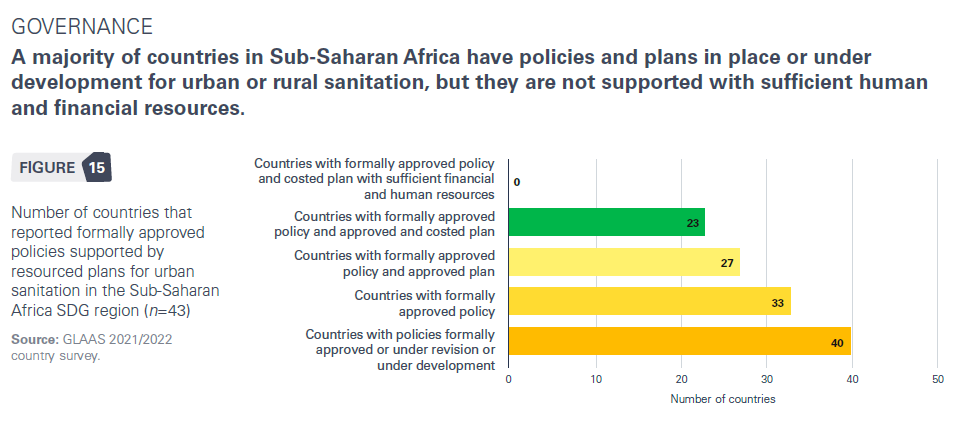 GOVERNANCE
A majority of countries in Sub-Saharan Africa have policies and plans in place or under
development for urban or rural sanitation, but they are not supported with sufficient human
and financial resources.
FIGURE 15
Number of countries that
reported formally approved
policies supported by
resourced plans for urban
sanitation in the Sub-Saharan
Africa SDG region (n=43)
Source: GLAAS 2021/2022
country survey.
Countries with formally approved policy
and costed plan with sufficient financial
and human resources
0
Countries with formally approved
policy and approved and costed plan
23
Countries with formally approved
policy and approved plan
27
Countries with formally
approved policy
33
Countries with policies formally
approved or under revision or
under development
40
0 10 20 30 40 50
Number of countries